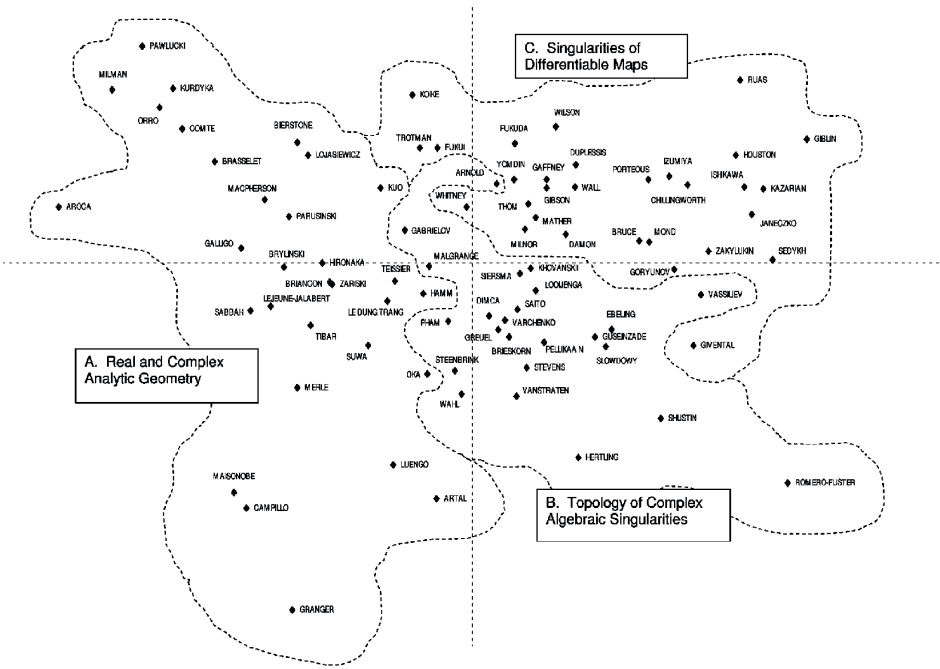 PAWLUCKI
C. Singularities of
Differentiable Maps
MILMAN
KURDYKA
RUAS
KOIKE
ORRO
COMTE
WILSON
BIERSTONE
FUKUDA
GIBLIN
TROTMAN
FUKUI
LOJASIEWICZ
DUPLESSIS
HOUSTON
BRASSELET
YOMDIN
GAFFNEY
PORTEOUS
IZUMIYA
ARNOLD
ISHIKAWA
MACPHERSON
KUO
WALL
KAZARIAN
WHITNEY
GIBSON
CHILLINGWORTH
AROCA
THOM
PARUSINSKI
MATHER
JANECZKO
GABRIELOV
MILNOR
DAMON
BRUCE
MOND
GALLIGO
ZAKYLUKIN
SEDYKH
BRYLINSKI
HIRONAKA
MALGRANGE
TEISSIER
SIERSMA
KHOVANSKI
GORYUNOV
BRIANCON
ZARISKI
LOOIJENGA
HAMM
VASSILIEV
LEJEUNE-JALABERT
SABBAH
LE DUNG TRANG
DIMCA
SAITO
TIBAR
PHAM
VARCHENKO
EBELING
GREUEL
GUSEINZADE
SUWA
BRIESKORN
PELLIKAAN
SLOWDOWY
GIVENTAL
A. Real and Complex
Analytic Geometry
STEENBRINK
STEVENS
OKA
MERLE
WAHL
VANSTRATEN
SHUSTIN
LUENGO
HERTLING
MAISONOBE
ROMERO-FUSTER
ARTAL
CAMPILLO
B. Topology of Complex
Algebraic Singularities
GRANGER